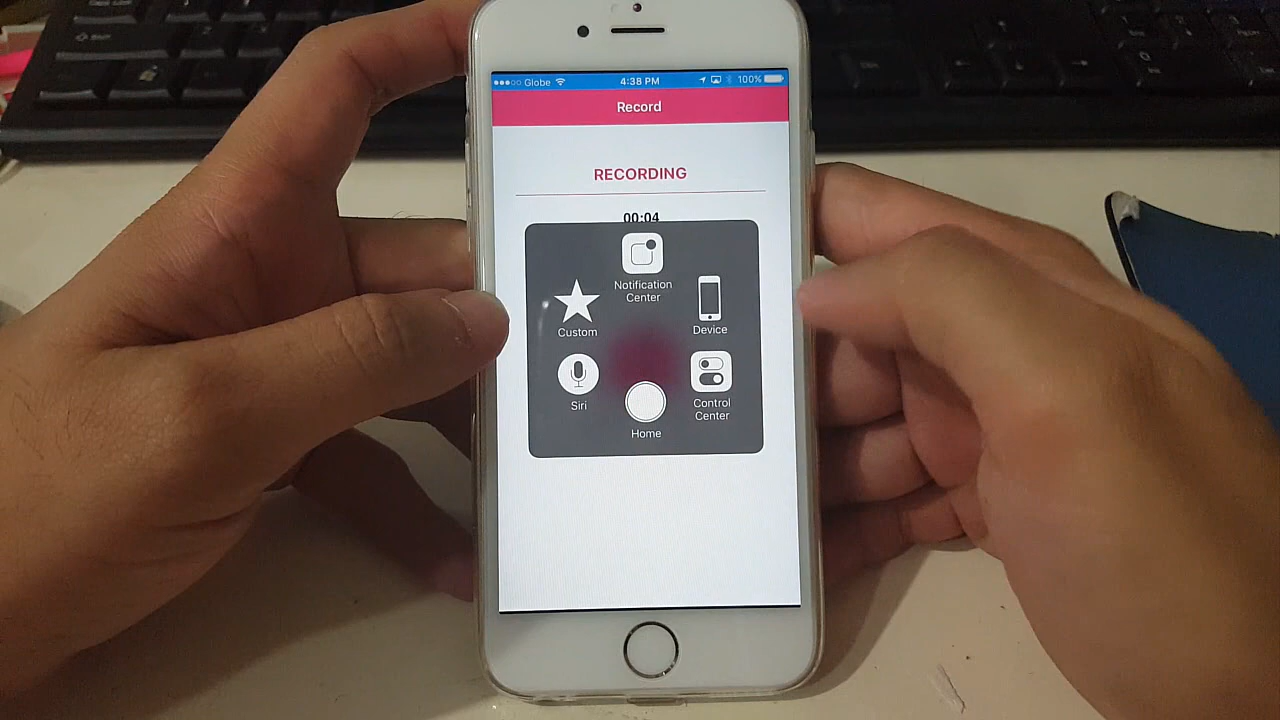 Globe 4:38 PM 100%
Record
RECORDING
00:04
Notification
Center
Custom
Device
Siri
Control
Center
Home